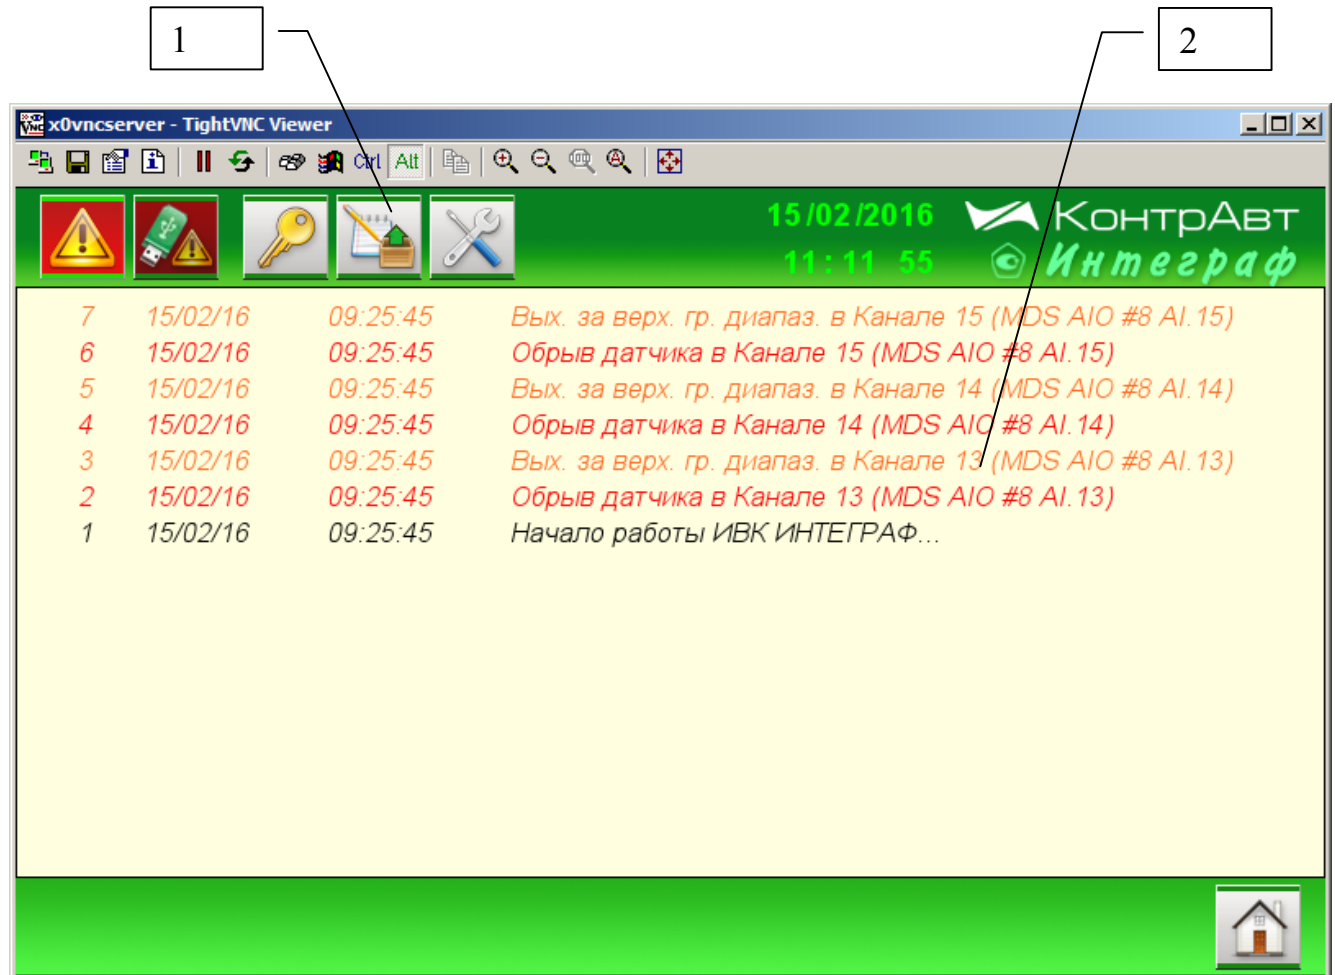 1
2
x0vncserver - TightVNC Viewer
Ctrl Alt
15/02/2016
КонтрАвт
11:11 55
Интеграф
7 15/02/16 09:25:45 Вых. за верх. гр. диапаз. в Канале 15 (MDS AIO #8 AI.15)
6 15/02/16 09:25:45 Обрыв датчика в Канале 15 (MDS AIO #8 AI.15)
5 15/02/16 09:25:45 Вых. за верх. гр. диапаз. в Канале 14 (MDS AIO #8 AI.14)
4 15/02/16 09:25:45 Обрыв датчика в Канале 14 (MDS AIO #8 AI.14)
3 15/02/16 09:25:45 Вых. за верх. гр. диапаз. в Канале 13 (MDS AIO #8 AI.13)
2 15/02/16 09:25:45 Обрыв датчика в Канале 13 (MDS AIO #8 AI.13)
1 15/02/16 09:25:45 Начало работы ИВК ИНТЕГРАФ...